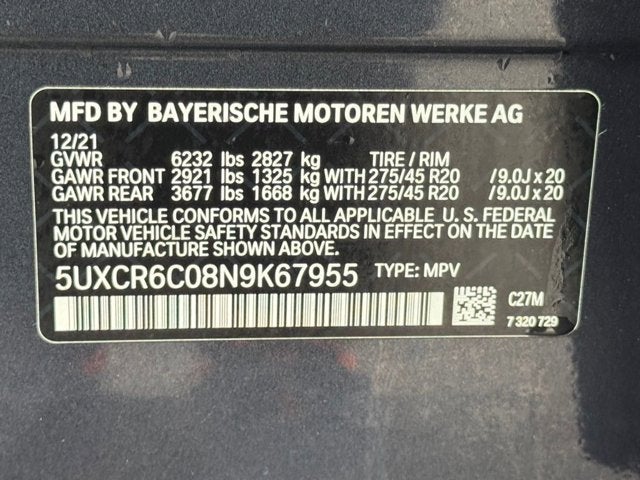 MFD BY BAYERISCHE MOTOREN WERKE AG
12/21
GVWR 6232 lbs 2827 kg TIRE / RIM
GAWR FRONT 2921 lbs 1325 kg WITH 275/45 R20 /9.0J x 20
GAWR REAR 3677 lbs 1668 kg WITH 275/45 R20 /9.0J x 20
THIS VEHICLE CONFORMS TO ALL APPLICABLE U. S. FEDERAL
MOTOR VEHICLE SAFETY STANDARDS IN EFFECT ON THE DATE
OF MANUFACTURE SHOWN ABOVE.
5UXCR6C08N9K67955 TYPE: MPV
C27M
7 320 729